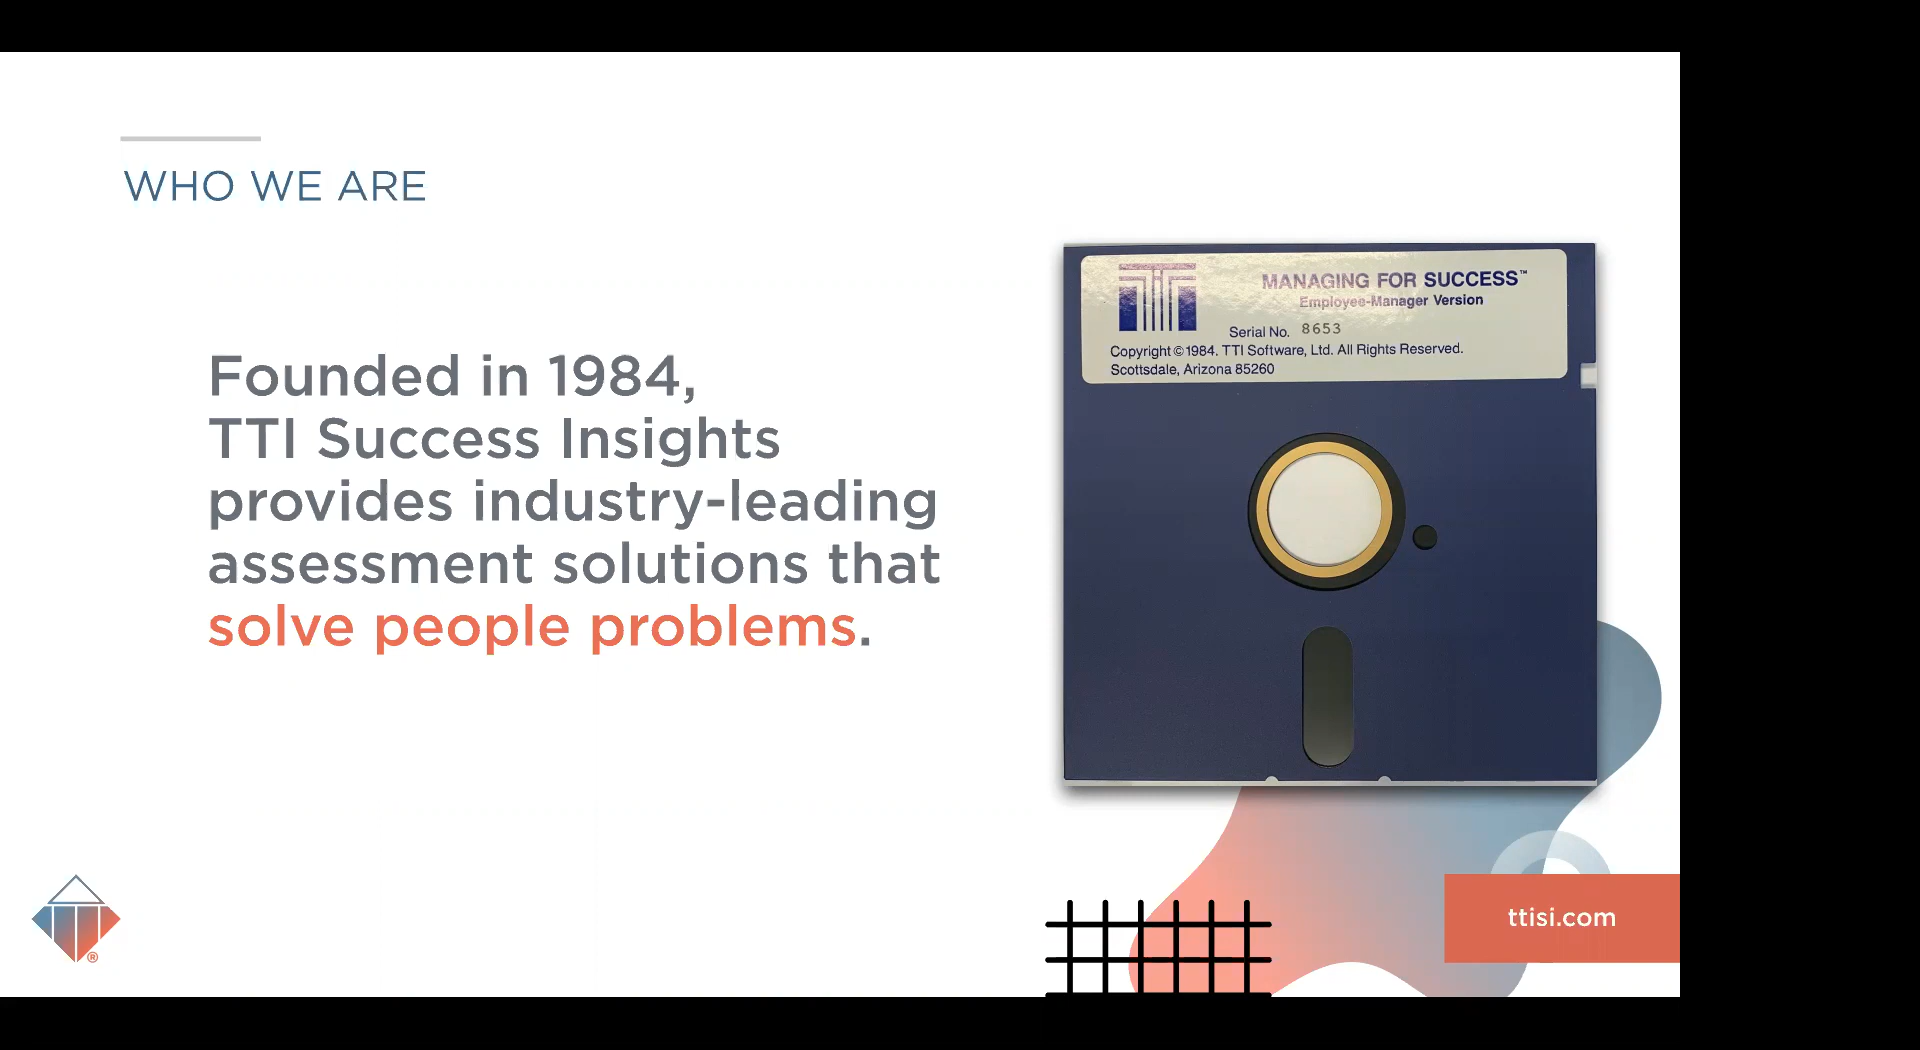 WHO WE ARE
Founded in 1984,
TTI Success Insights
provides industry-leading
assessment solutions that
solve people problems.
MANAGING FOR SUCCESS™
Employee-Manager Version
Serial No. 8653
Copyright © 1984. TTI Software, Ltd. All Rights Reserved.
Scottsdale, Arizona 85260
®
ttisi.com